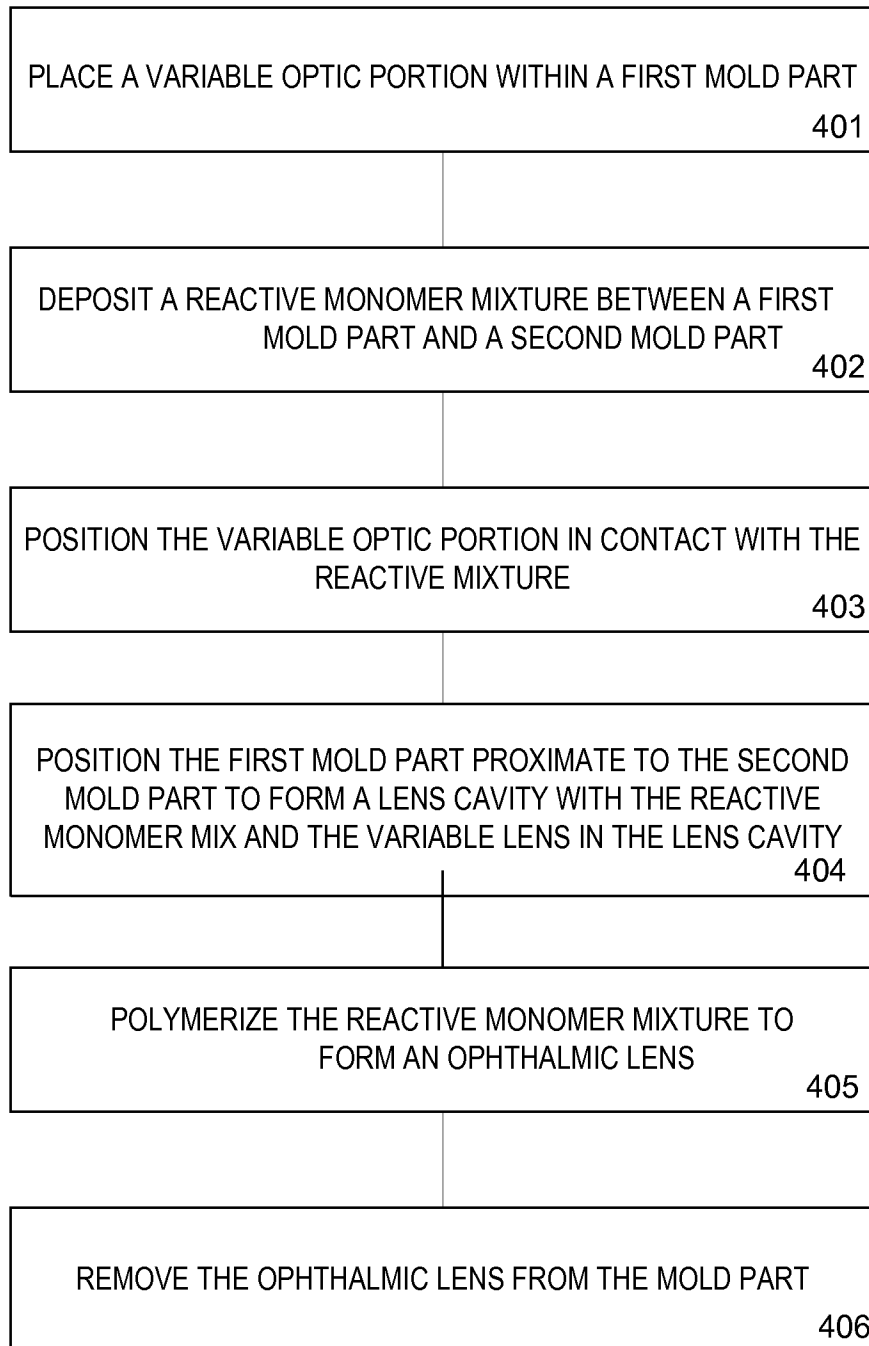 PLACE A VARIABLE OPTIC PORTION WITHIN A FIRST MOLD PART
401
DEPOSIT A REACTIVE MONOMER MIXTURE BETWEEN A FIRST
MOLD PART AND A SECOND MOLD PART
402
POSITION THE VARIABLE OPTIC PORTION IN CONTACT WITH THE
REACTIVE MIXTURE
403
POSITION THE FIRST MOLD PART PROXIMATE TO THE SECOND
MOLD PART TO FORM A LENS CAVITY WITH THE REACTIVE
MONOMER MIX AND THE VARIABLE LENS IN THE LENS CAVITY
404
POLYMERIZE THE REACTIVE MONOMER MIXTURE TO
FORM AN OPHTHALMIC LENS
405
REMOVE THE OPHTHALMIC LENS FROM THE MOLD PART
406